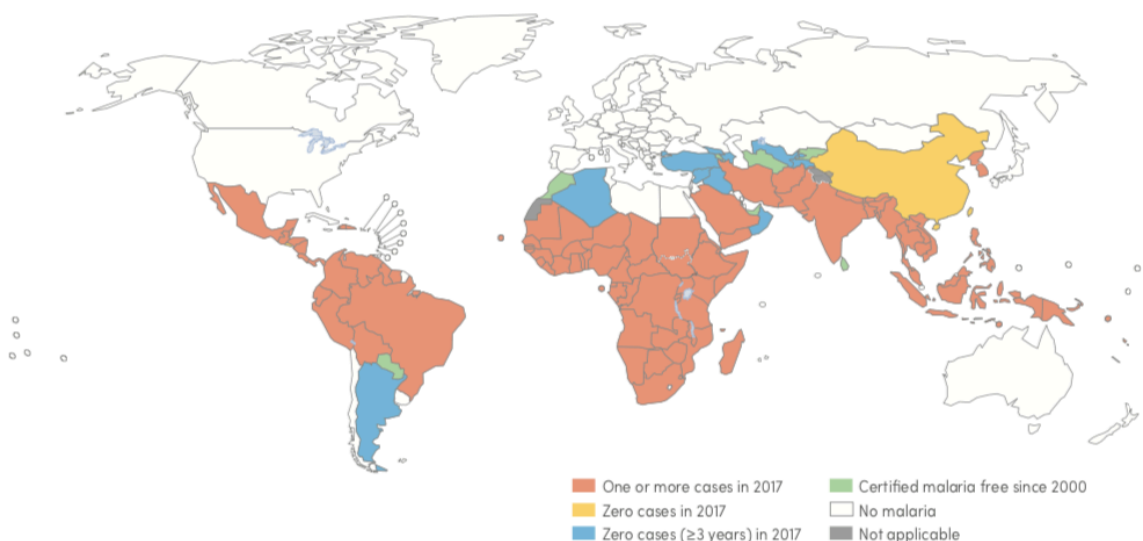 One or more cases in 2017
Zero cases in 2017
Zero cases (≥3 years) in 2017
Certified malaria free since 2000
No malaria
Not applicable